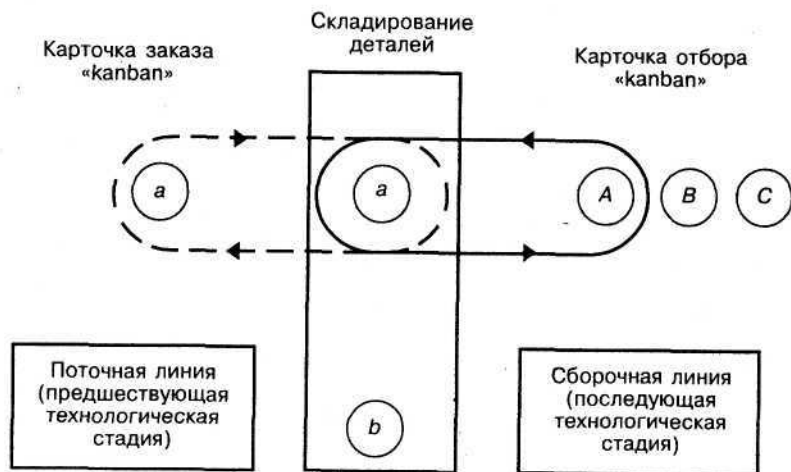 Карточка заказа
«kanban»
Складирование
деталей
Карточка отбора
«kanban»
a
a
A
B
C
Поточная линия
(предшествующая
технологическая
стадия)
b
Сборочная линия
(последующая
технологическая
стадия)